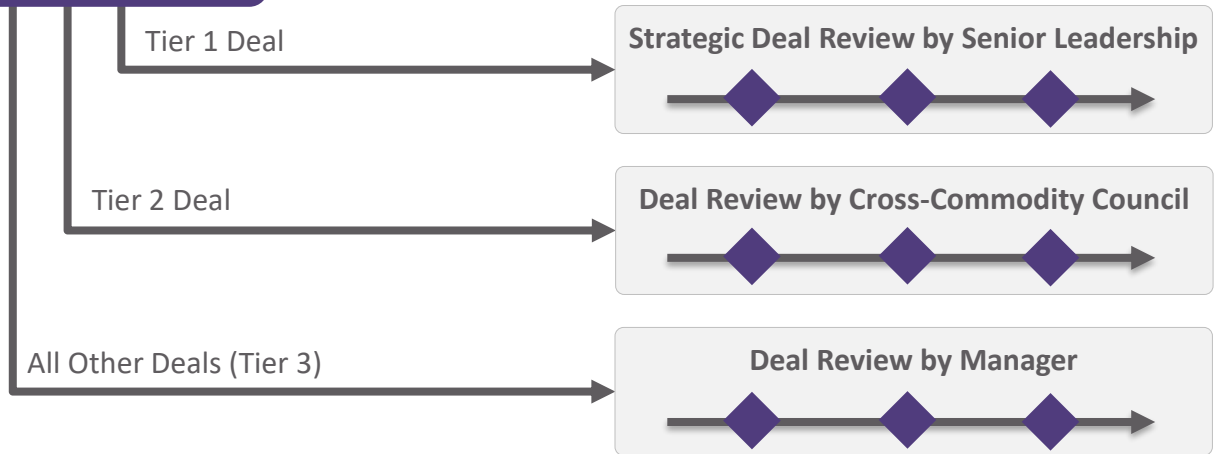 Tier 1 Deal
Strategic Deal Review by Senior Leadership
Tier 2 Deal
Deal Review by Cross-Commodity Council
All Other Deals (Tier 3)
Deal Review by Manager